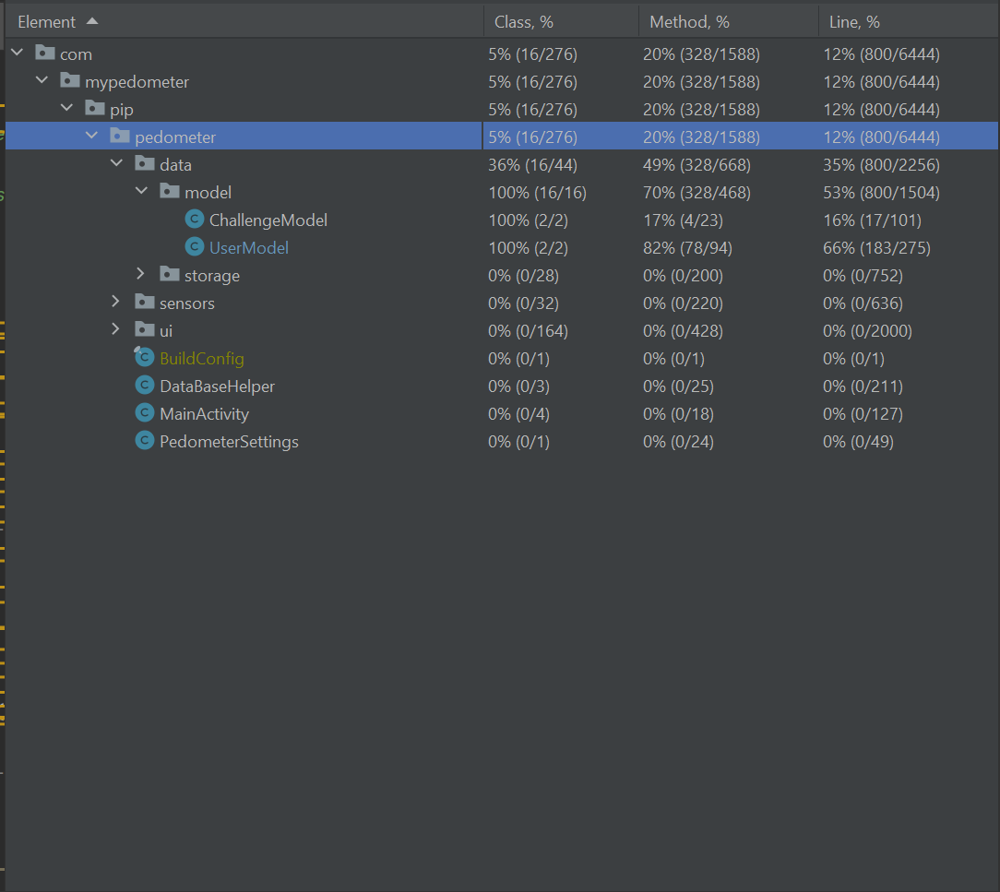 Element Class, % Method, % Line, %
com 5% (16/276) 20% (328/1588) 12% (800/6444)
mypedometer 5% (16/276) 20% (328/1588) 12% (800/6444)
pip 5% (16/276) 20% (328/1588) 12% (800/6444)
pedometer 5% (16/276) 20% (328/1588) 12% (800/6444)
data 36% (16/44) 49% (328/668) 35% (800/2256)
model 100% (16/16) 70% (328/468) 53% (800/1504)
C ChallengeModel 100% (2/2) 17% (4/23) 16% (17/101)
C UserModel 100% (2/2) 82% (78/94) 66% (183/275)
storage 0% (0/28) 0% (0/200) 0% (0/752)
sensors 0% (0/32) 0% (0/220) 0% (0/636)
ui 0% (0/164) 0% (0/428) 0% (0/2000)
C BuildConfig 0% (0/1) 0% (0/1) 0% (0/1)
C DataBaseHelper 0% (0/3) 0% (0/25) 0% (0/211)
C MainActivity 0% (0/4) 0% (0/18) 0% (0/127)
C PedometerSettings 0% (0/1) 0% (0/24) 0% (0/49)